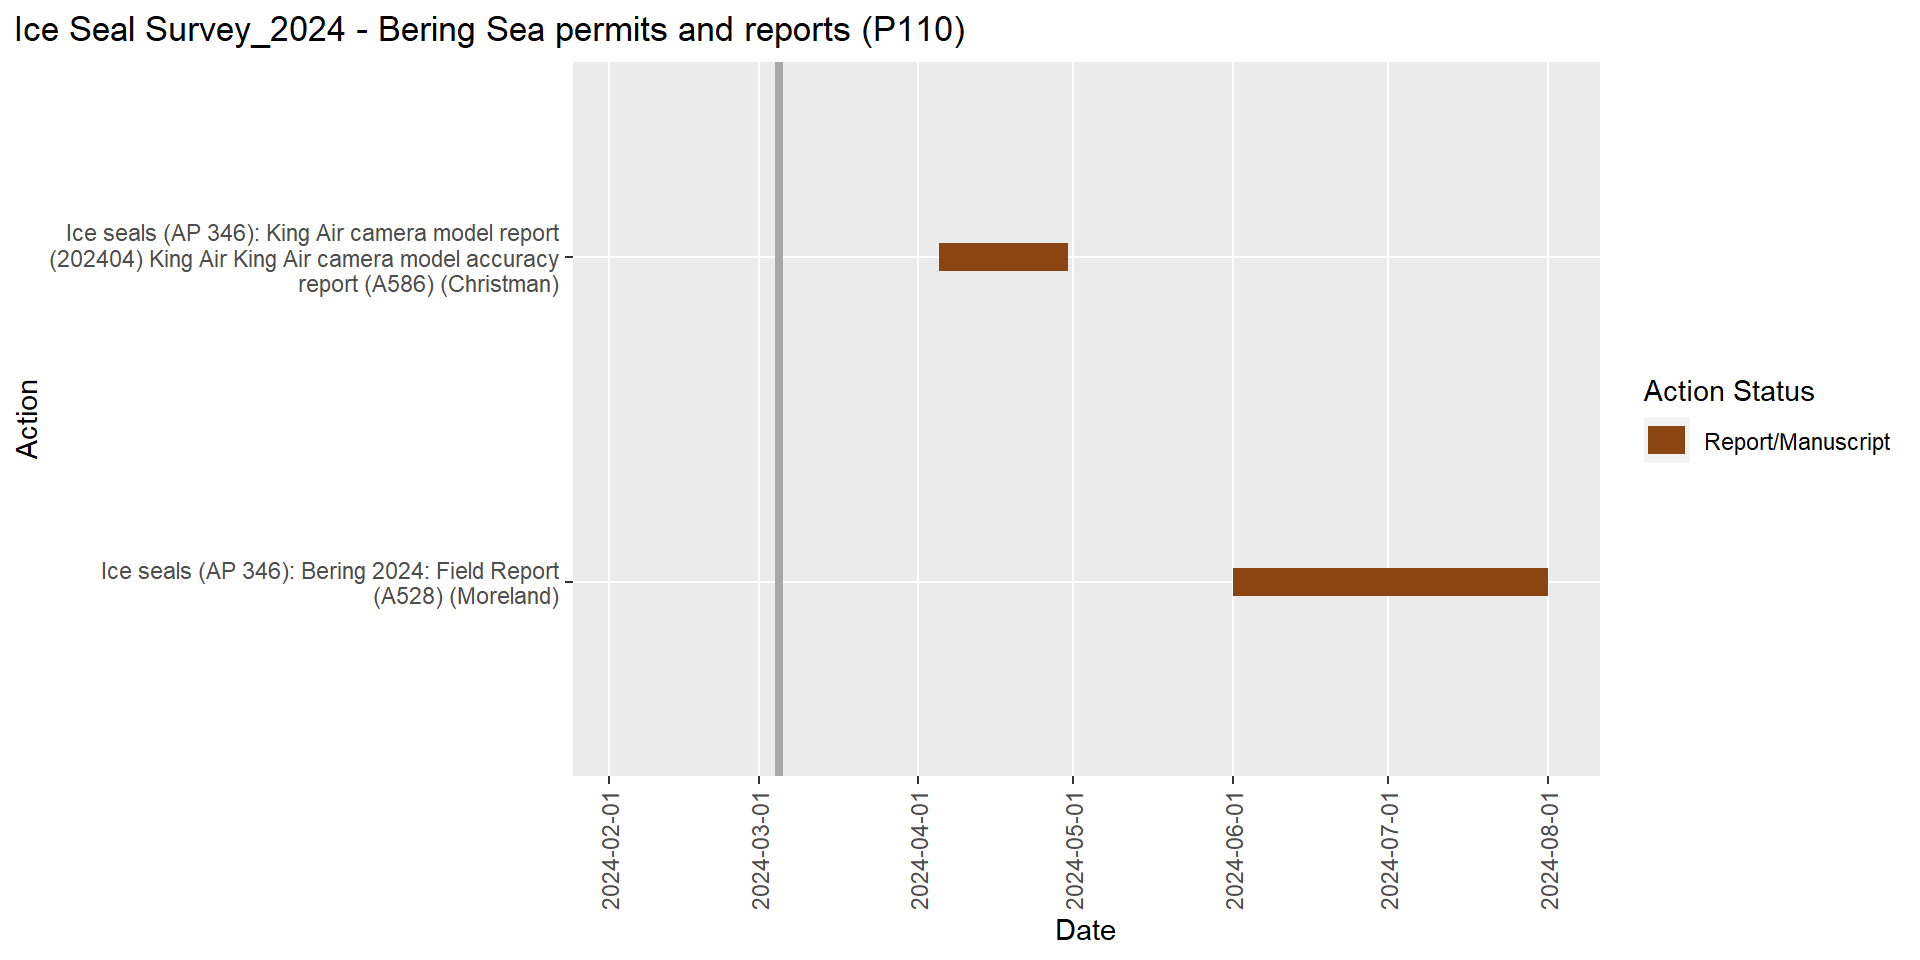 Ice Seal Survey_2024 - Bering Sea permits and reports (P110)
Action
Ice seals (AP 346): King Air camera model report
(202404) King Air King Air camera model accuracy
report (A586) (Christman)
Ice seals (AP 346): Bering 2024: Field Report
(A528) (Moreland)
2024-02-01
2024-03-01
2024-04-01
2024-05-01
2024-06-01
2024-07-01
2024-08-01
Date
Action Status
Report/Manuscript